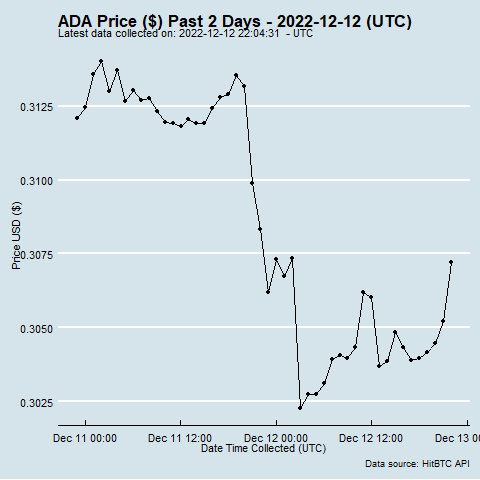 ADA Price ($) Past 2 Days - 2022-12-12 (UTC)
Latest data collected on: 2022-12-12 22:04:31  - UTC
Price USD ($)
0.3125
0.3100
0.3075
0.3050
0.3025
Dec 11 00:00 Dec 11 12:00 Dec 12 00:00 Dec 12 12:00 Dec 13 00
Date Time Collected (UTC)
Data source: HitBTC API